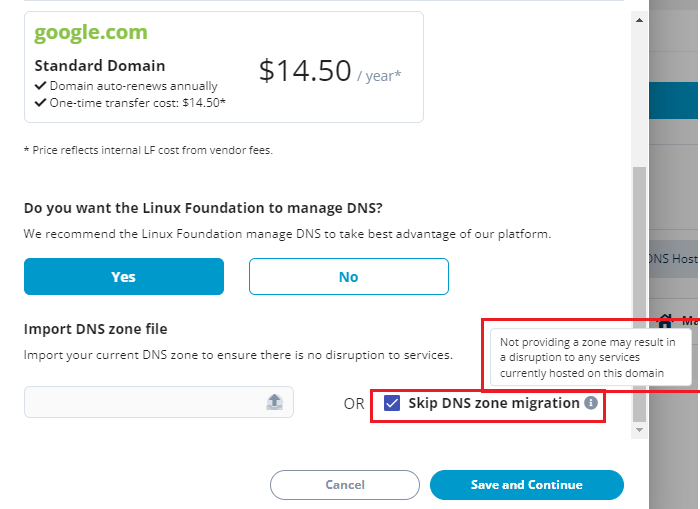 google.com
Standard Domain
✔ Domain auto-renews annually
✔ One-time transfer cost: $14.50*
$14.50 / year*
* Price reflects internal LF cost from vendor fees.
Do you want the Linux Foundation to manage DNS?
We recommend the Linux Foundation manage DNS to take best advantage of our platform.
Yes
No
DNS Host
Import DNS zone file
Import your current DNS zone to ensure there is no disruption to services.
Ma
Not providing a zone may result in
a disruption to any services
currently hosted on this domain
OR
Skip DNS zone migration
Cancel
Save and Continue